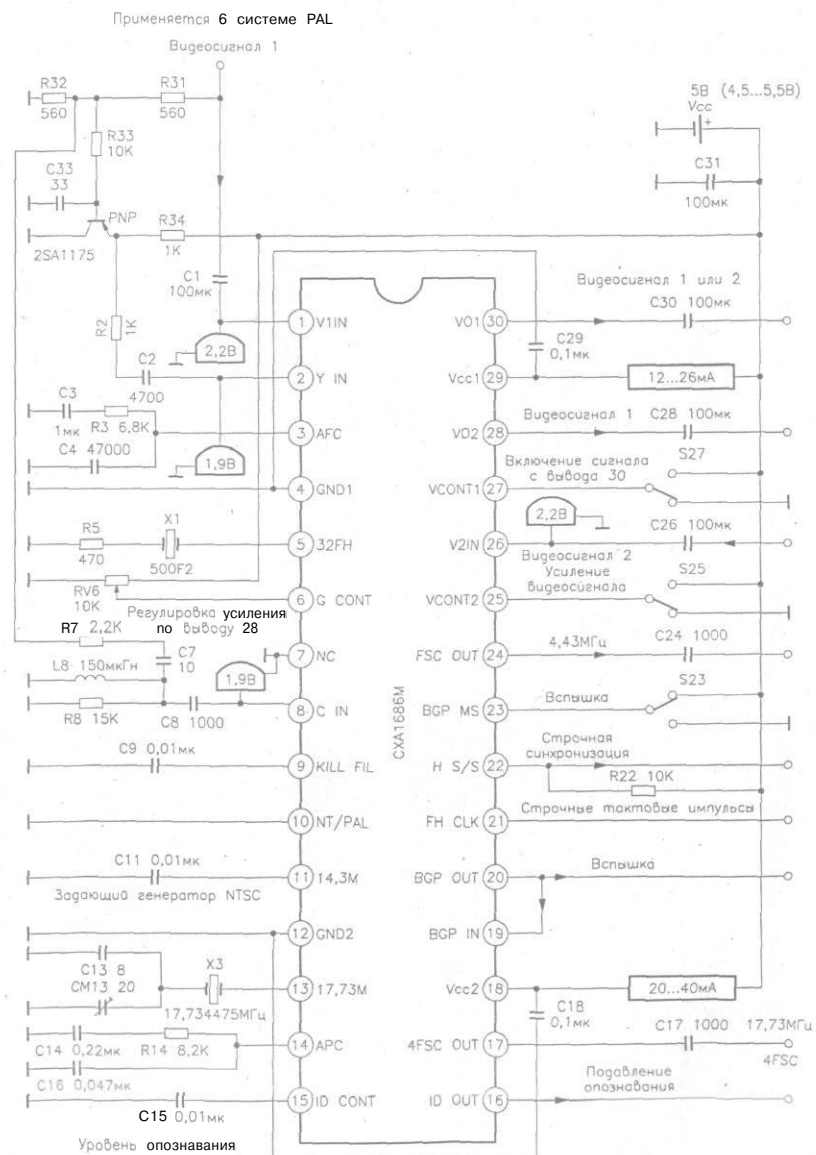 Применяется 6 системе PAL
Видеосигнал 1
R32
560
R31
560
R33
10K
C33
33
PNP
2SA1175
R34
1K
5В (4,5...5,5В)
Vcc
+
C31
100мк
C1
100мк
R2
1K
C2
4700
2,2В
C3
1мк
R3 6,8K
C4 47000
1,9В
R5
470
X1
500F2
RV6
10K
Регулировка усиления
по выводу 28
R7 2,2K
C7
10
L8 150мкГн
1,9В
R8 15K
C8 1000
C9 0,01мк
C11 0,01мк
Задающий генератор NTSC
C13 8
CM13 20
X3
17,734475МГц
C14 0,22мк
R14 8,2K
C16 0,047мк
C15 0,01мк
Уровень опознавания
1 V1IN
2 Y IN
3 AFC
4 GND1
5 32FH
6 G CONT
7 NC
8 C IN
9 KILL FIL
10 NT/PAL
11 14,3M
12 GND2
13 17,73M
14 APC
15 ID CONT
CXA1686M
VO1 30
Vcc1 29
VO2 28
VCONT1 27
V2IN 26
VCONT2 25
FSC OUT 24
BGP MS 23
H S/S 22
FH CLK 21
BGP OUT 20
BGP IN 19
Vcc2 18
4FSC OUT 17
ID OUT 16
Видеосигнал 1 или 2
C30 100мк
C29
0,1мк
12...26мА
Видеосигнал 1
C28 100мк
Включение сигнала
с вывода 30
S27
2,2В
C26 100мк
Видеосигнал 2
Усиление
видеосигнала
S25
4,43МГц
C24 1000
Вспышка
S23
Строчная
синхронизация
R22 10K
Строчные тактовые импульсы
Вспышка
20...40мА
C18
0,1мк
C17 1000
17,73МГц
4FSC
Подавление
опознавания